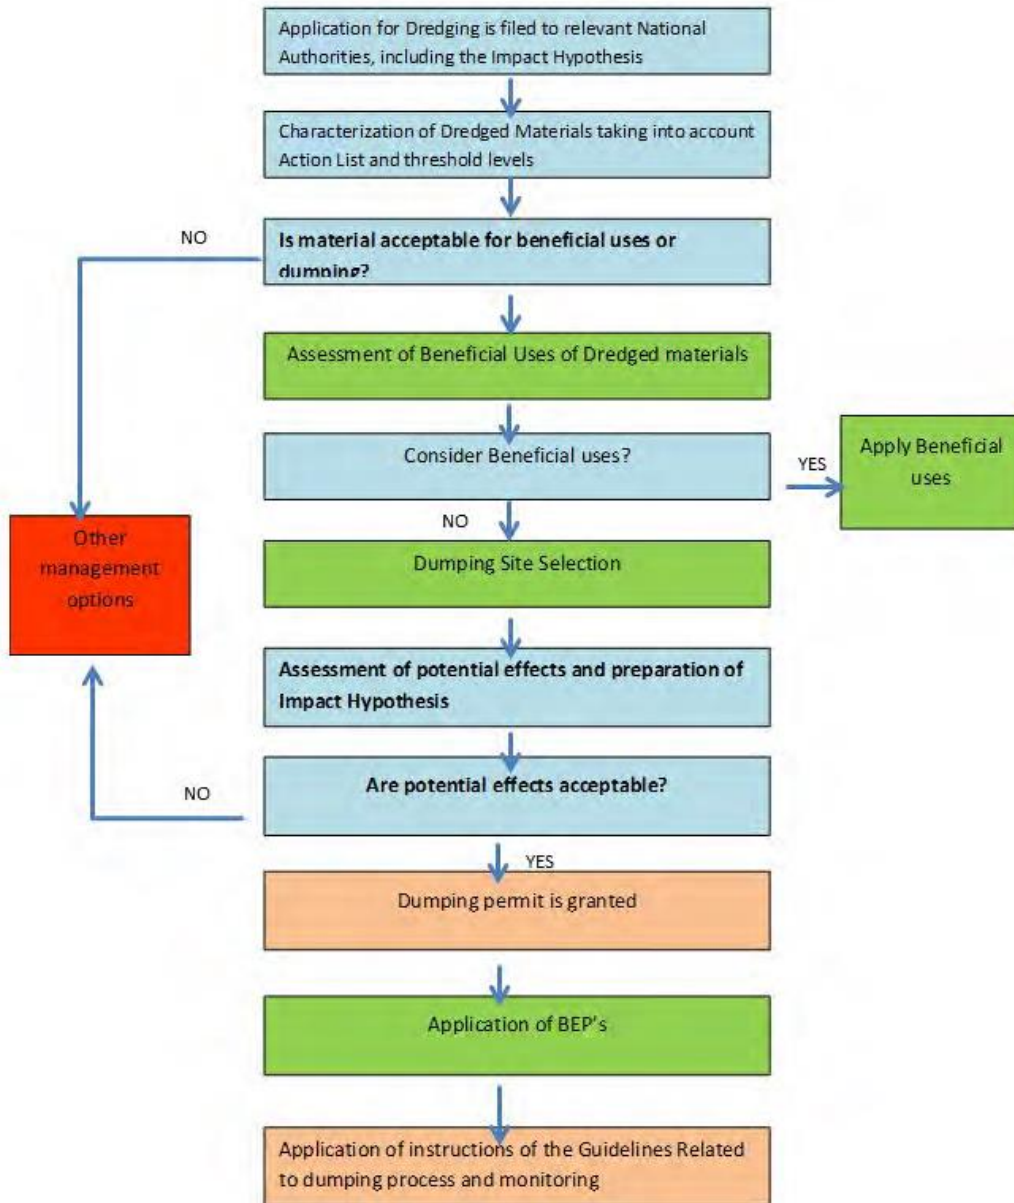 Application for Dredging is filed to relevant National
Authorities, including the Impact Hypothesis
Characterization of Dredged Materials taking into account
Action List and threshold levels
NO
Is material acceptable for beneficial uses or
dumping?
Assessment of Beneficial Uses of Dredged materials
Consider Beneficial uses?
YES
Apply Beneficial
uses
NO
Other
management
options
Dumping Site Selection
Assessment of potential effects and preparation of
Impact Hypothesis
Are potential effects acceptable?
NO
YES
Dumping permit is granted
Application of BEP's
Application of instructions of the Guidelines Related
to dumping process and monitoring